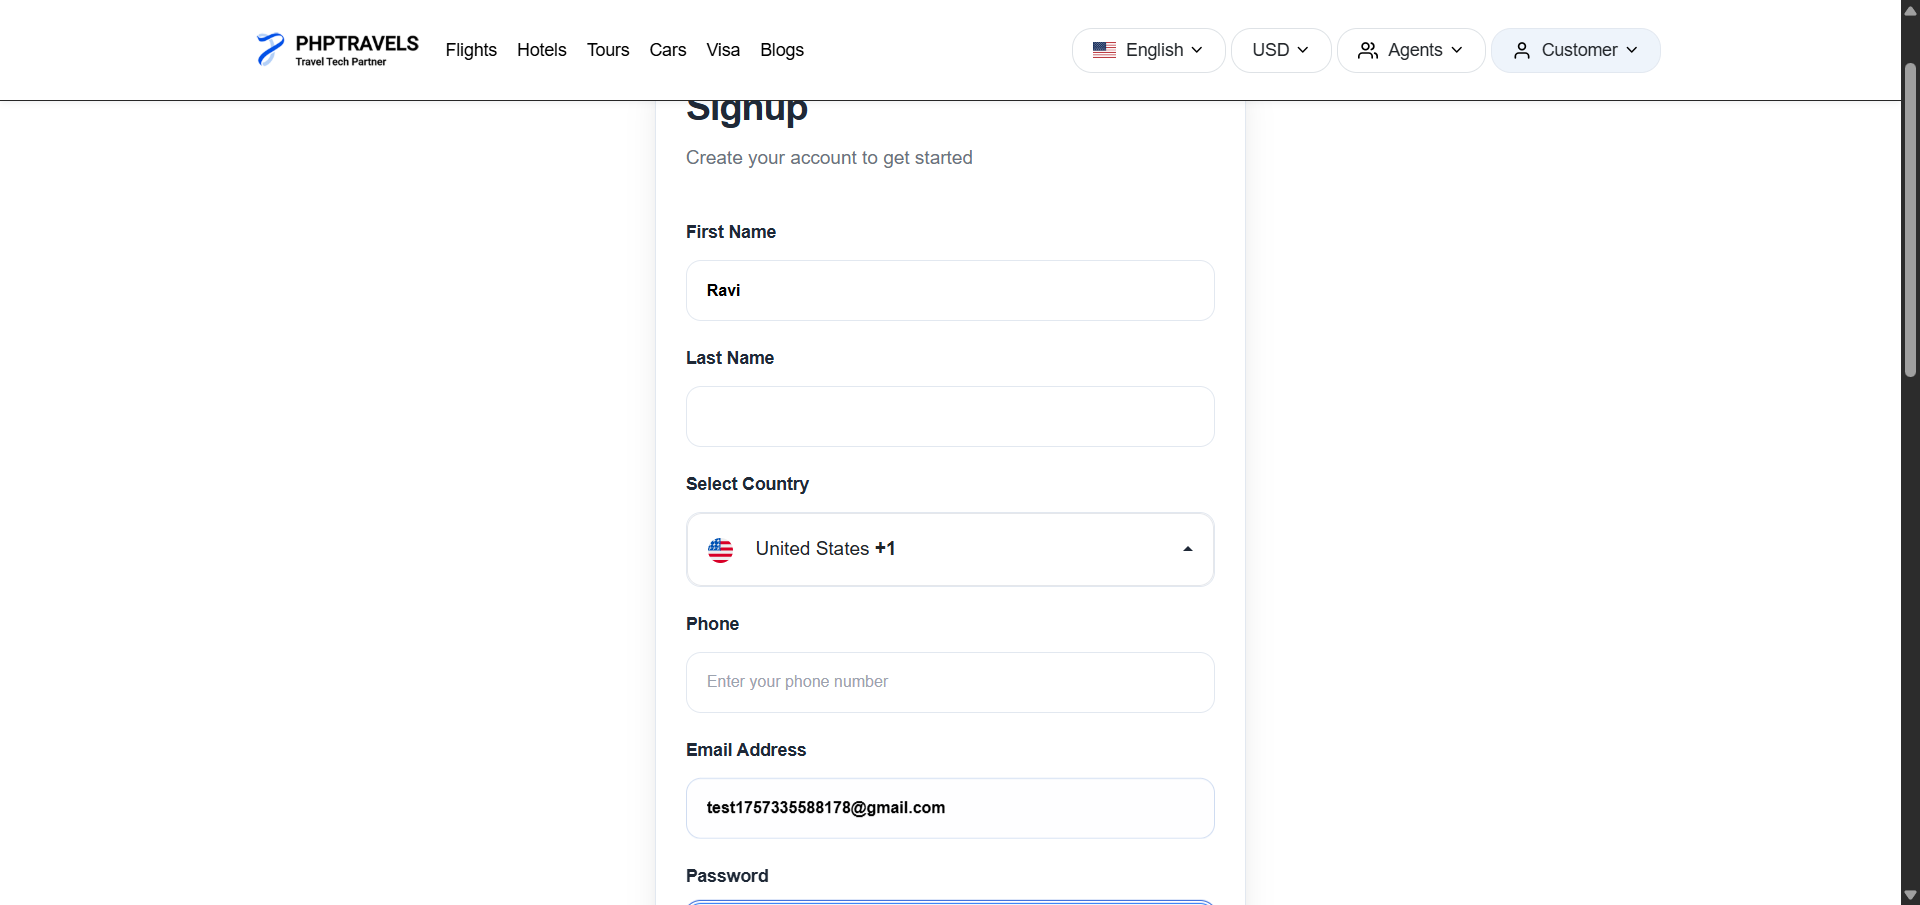 PHPTRAVELS
Travel Tech Partner
Flights Hotels Tours Cars Visa Blogs
English USD Agents Customer
Signup
Create your account to get started
First Name
Ravi
Last Name
Select Country
United States +1
Phone
Enter your phone number
Email Address
test1757335588178@gmail.com
Password